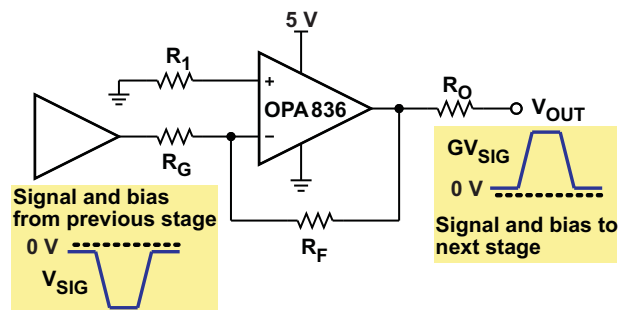 5 V
R1
+
OPA836
−
RG
RO
VOUT
GVSIG
0 V
Signal and bias to
next stage
Signal and bias
from previous stage
0 V
VSIG
RF